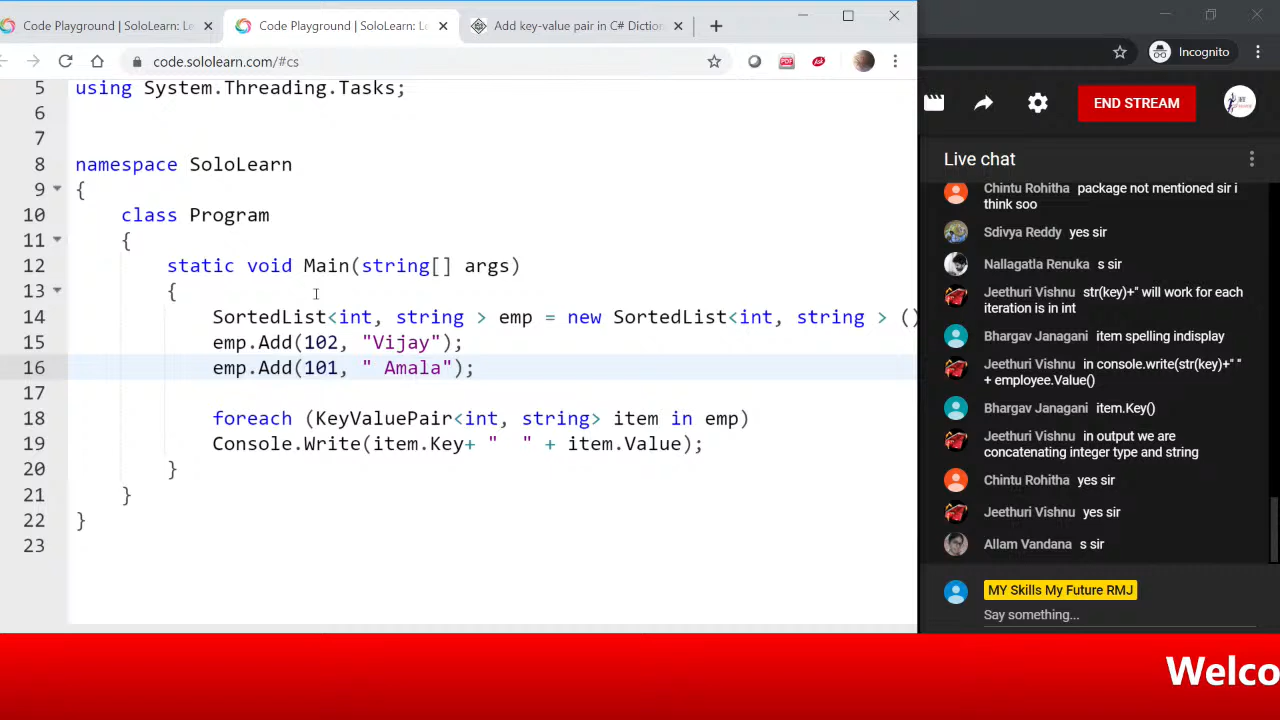 Code Playground | SoloLearn: Le
Code Playground | SoloLearn: Le
Add key-value pair in C# Diction
code.sololearn.com/#cs
Incognito
5 using System.Threading.Tasks;
6
7
8 namespace SoloLearn
9 {
10 class Program
11 {
12 static void Main(string[] args)
13 {
14 SortedList<int, string > emp = new SortedList<int, string > ()
15 emp.Add(102, "Vijay");
16 emp.Add(101, " Amala");
17
18 foreach (KeyValuePair<int, string> item in emp)
19 Console.Write(item.Key+ "  " + item.Value);
20 }
21 }
22 }
23
END STREAM
Live chat
Chintu Rohitha package not mentioned sir i
think soo
Sdivya Reddy yes sir
Nallagatla Renuka s sir
Jeethuri Vishnu str(key)+" will work for each
iteration is in int
Bhargav Janagani item spelling indisplay
Jeethuri Vishnu in console.write(str(key)+" "
+ employee.Value()
Bhargav Janagani item.Key()
Jeethuri Vishnu in output we are
concatenating integer type and string
Chintu Rohitha yes sir
Jeethuri Vishnu yes sir
Allam Vandana s sir
MY Skills My Future RMJ
Say something...
Welco